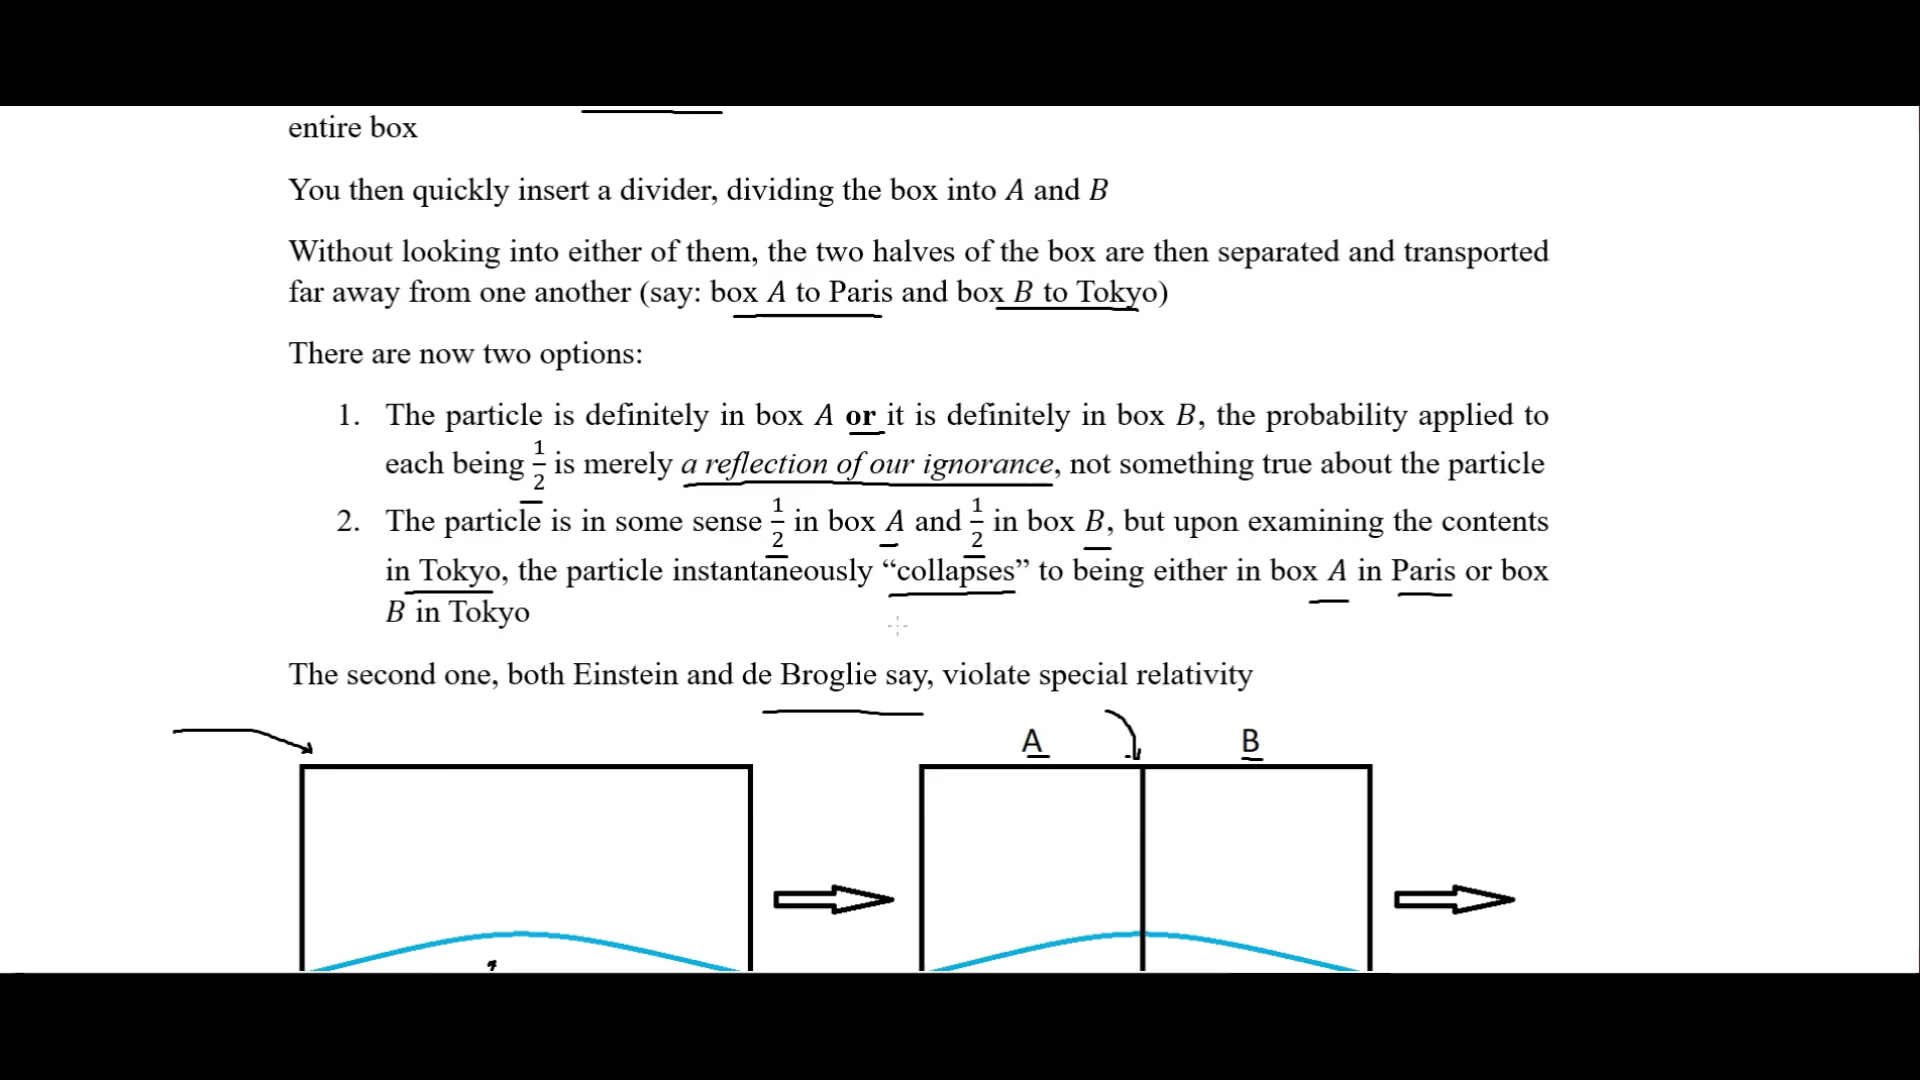 entire box
You then quickly insert a divider, dividing the box into A and B
Without looking into either of them, the two halves of the box are then separated and transported
far away from one another (say: box A to Paris and box B to Tokyo)
There are now two options:
1. The particle is definitely in box A or it is definitely in box B, the probability applied to
each being 1/2 is merely a reflection of our ignorance, not something true about the particle
2. The particle is in some sense 1/2 in box A and 1/2 in box B, but upon examining the contents
in Tokyo, the particle instantaneously “collapses” to being either in box A in Paris or box
B in Tokyo
The second one, both Einstein and de Broglie say, violate special relativity
A B